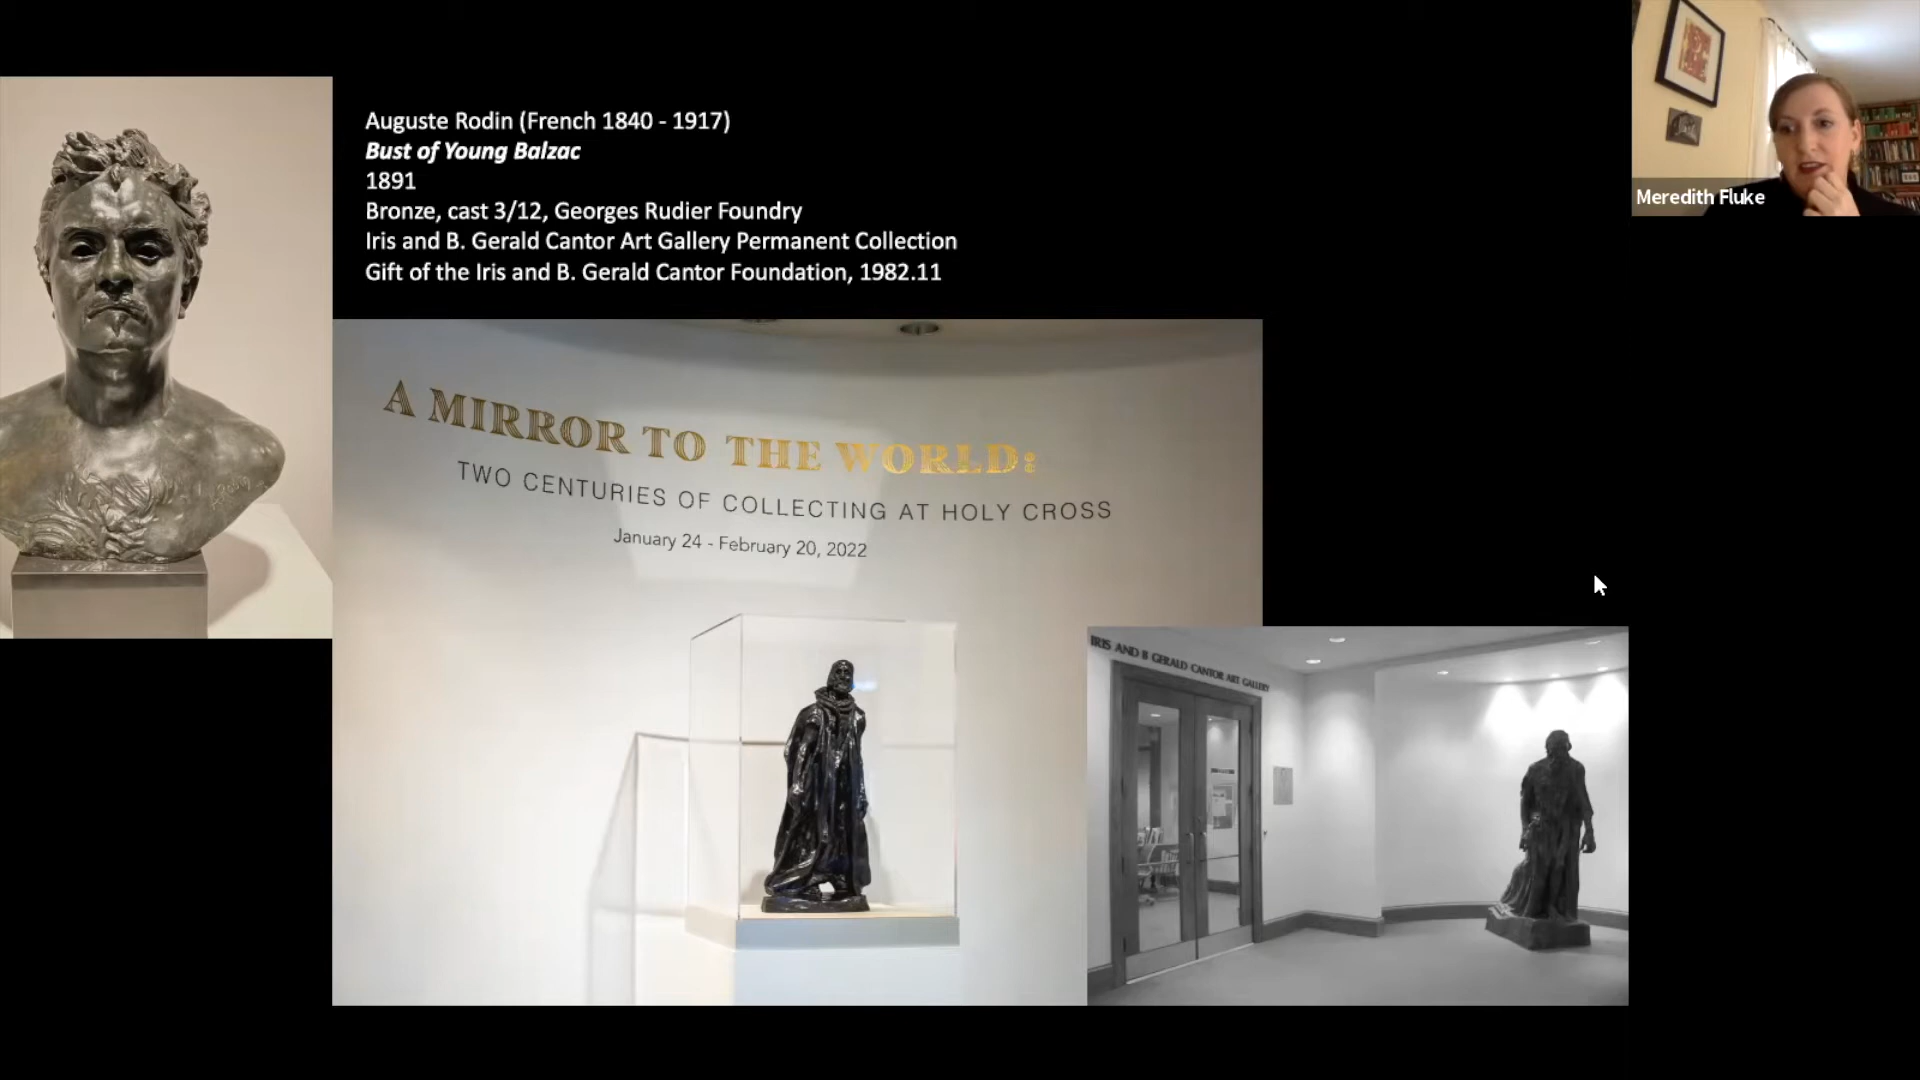 Auguste Rodin (French 1840 - 1917)
Bust of Young Balzac
1891
Bronze, cast 3/12, Georges Rudier Foundry
Iris and B. Gerald Cantor Art Gallery Permanent Collection
Gift of the Iris and B. Gerald Cantor Foundation, 1982.11
Meredith Fluke
A MIRROR TO THE WORLD:
TWO CENTURIES OF COLLECTING AT HOLY CROSS
January 24 - February 20, 2022
IRIS AND B GERALD CANTOR ART GALLERY